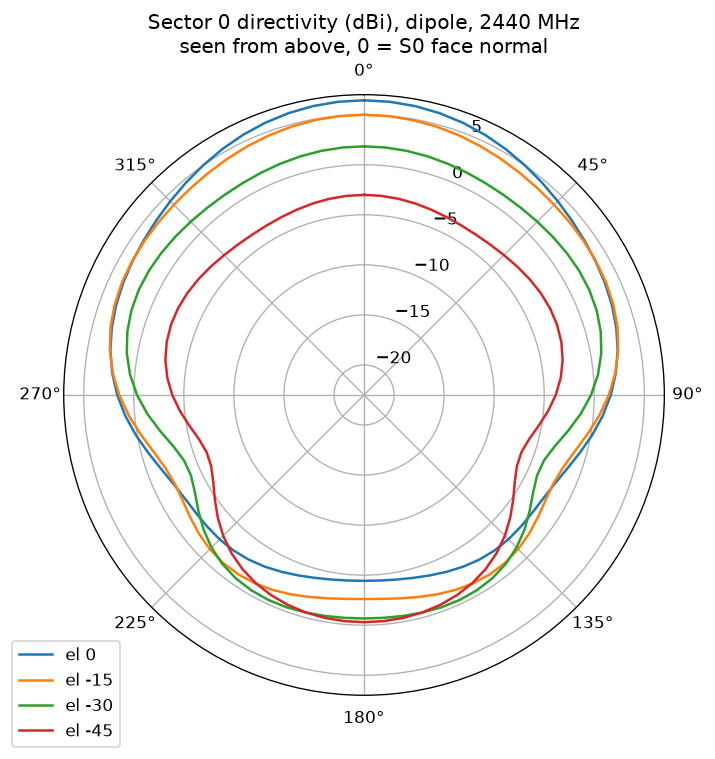 Sector 0 directivity (dBi), dipole, 2440 MHz
seen from above, 0 = S0 face normal
0°
5
315°
45°
0
−5
−10
−15
−20
270°
90°
225°
135°
180°
el 0
el -15
el -30
el -45